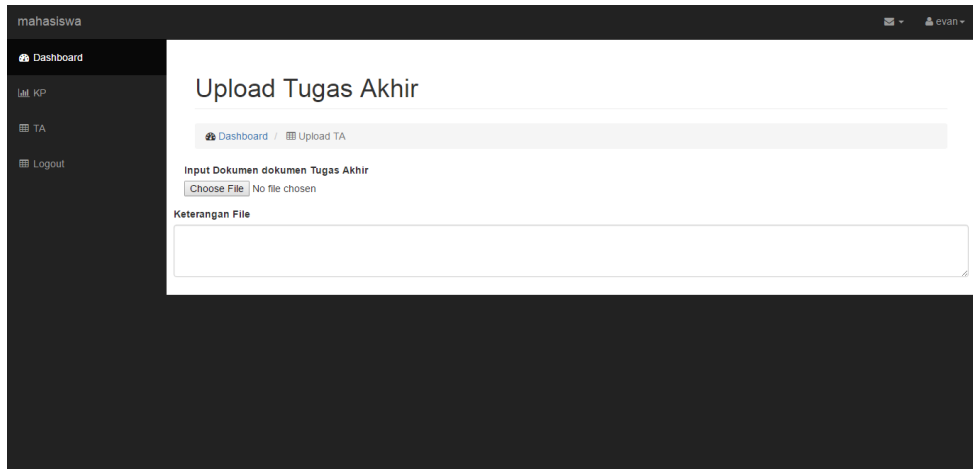 mahasiswa
evan
Dashboard
KP
TA
Logout
Upload Tugas Akhir
Dashboard / Upload TA
Input Dokumen dokumen Tugas Akhir
Choose File No file chosen
Keterangan File